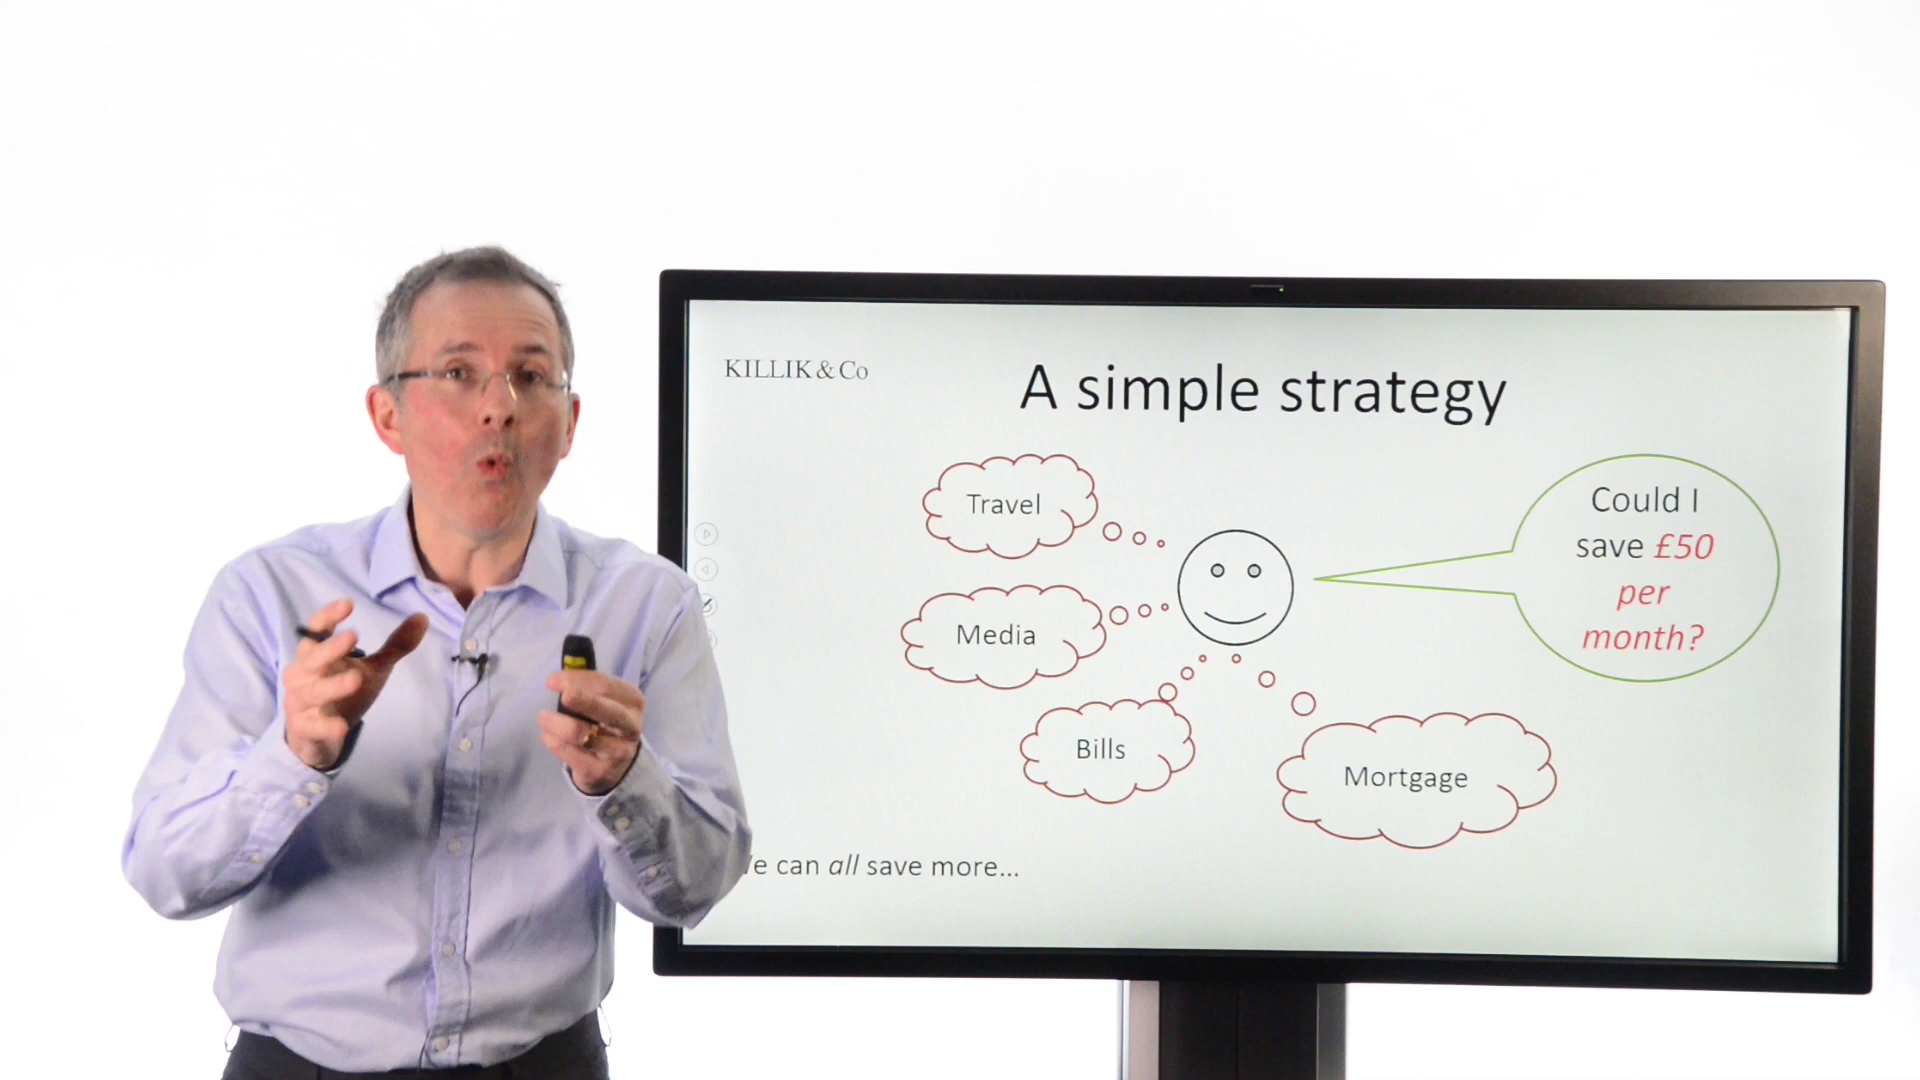 KILLIK & Co
A simple strategy
Travel
Media
Bills
Mortgage
Could I
save £50
per
month?
can all save more...